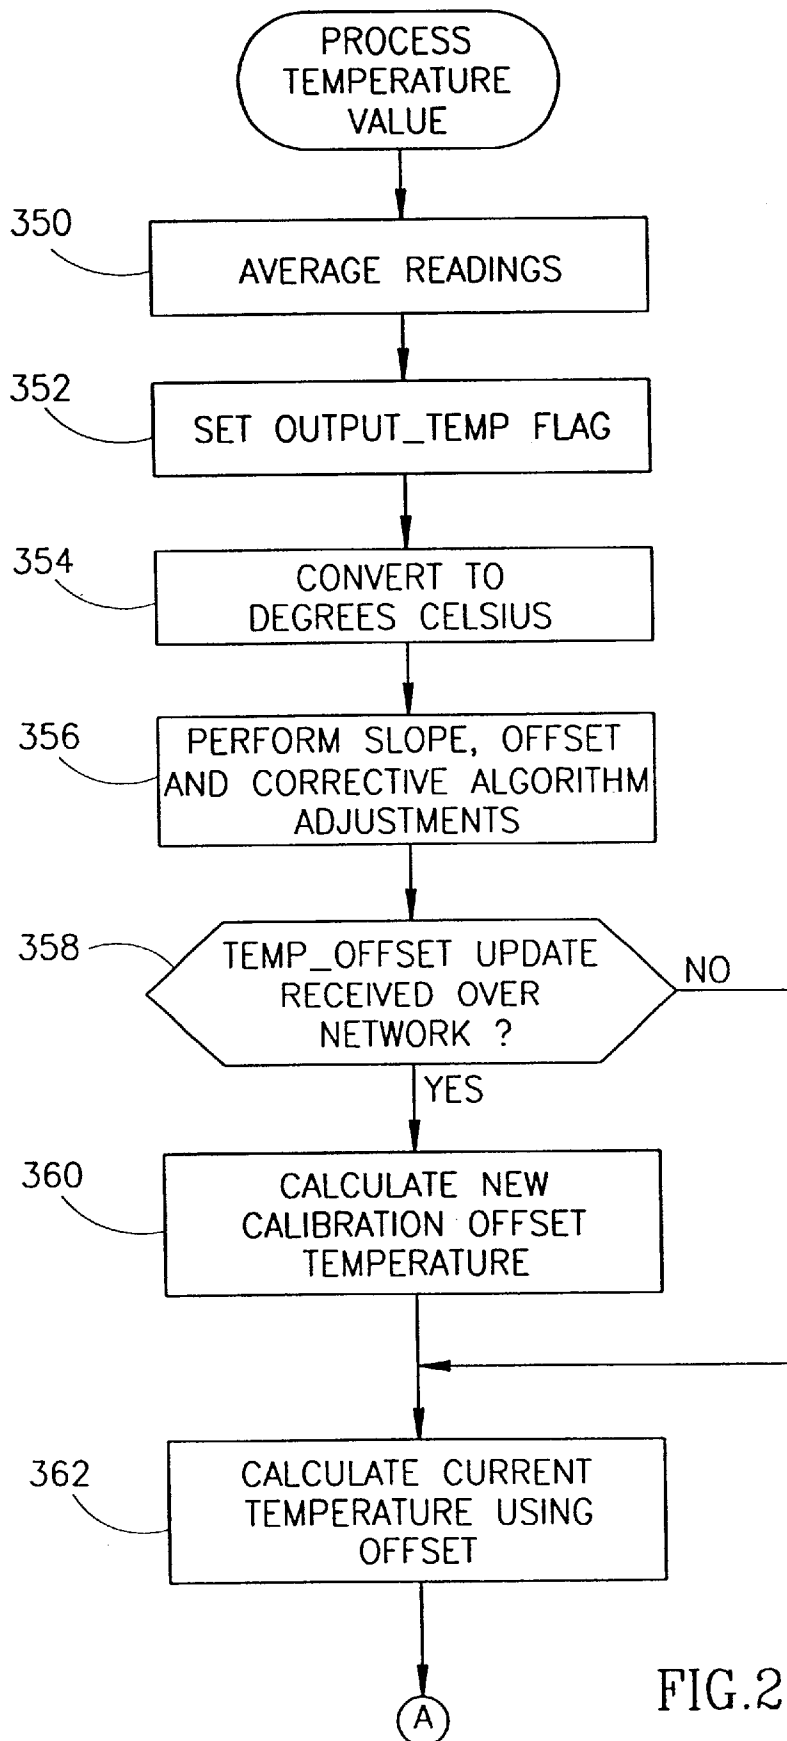 PROCESS
TEMPERATURE
VALUE
350
AVERAGE READINGS
352
SET OUTPUT_TEMP FLAG
354
CONVERT TO
DEGREES CELSIUS
356
PERFORM SLOPE, OFFSET
AND CORRECTIVE ALGORITHM
ADJUSTMENTS
358
TEMP_OFFSET UPDATE
RECEIVED OVER
NETWORK ?
NO
YES
360
CALCULATE NEW
CALIBRATION OFFSET
TEMPERATURE
362
CALCULATE CURRENT
TEMPERATURE USING
OFFSET
A
FIG.2